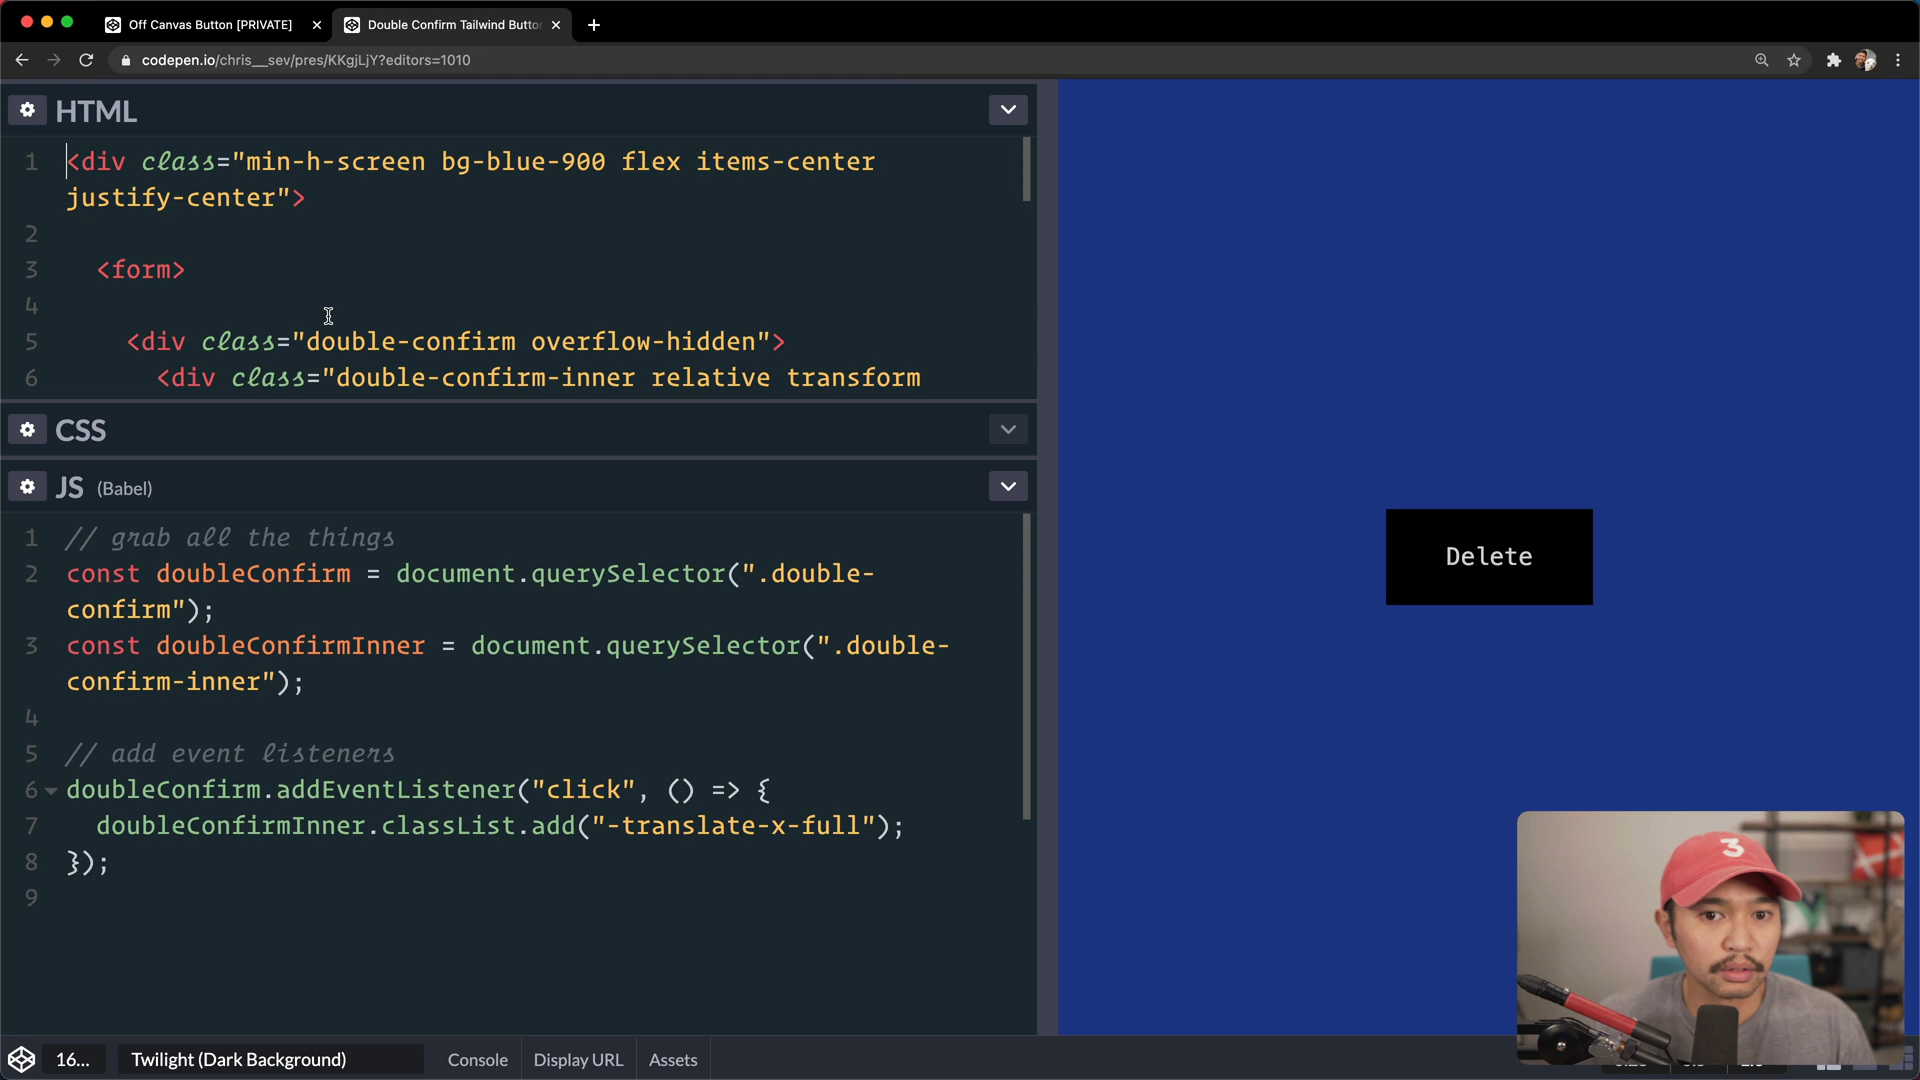 Off Canvas Button [PRIVATE]
Double Confirm Tailwind Butto
codepen.io/chris__sev/pres/KKgjLjY?editors=1010
HTML
1 <div class="min-h-screen bg-blue-900 flex items-center
justify-center">
2
3 <form>
4
5 <div class="double-confirm overflow-hidden">
6 <div class="double-confirm-inner relative transform
CSS
JS (Babel)
1 // grab all the things
2 const doubleConfirm = document.querySelector(".double-
confirm");
3 const doubleConfirmInner = document.querySelector(".double-
confirm-inner");
4
5 // add event listeners
6 doubleConfirm.addEventListener("click", () => {
7 doubleConfirmInner.classList.add("-translate-x-full");
8 });
9
Delete
3
16...
Twilight (Dark Background)
Console
Display URL
Assets